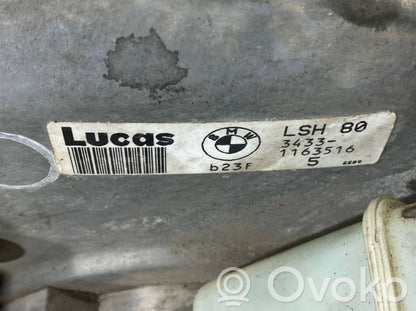 Lucas
BMW
b23F
LSH 80
3433-
1163516
5
Ovoko